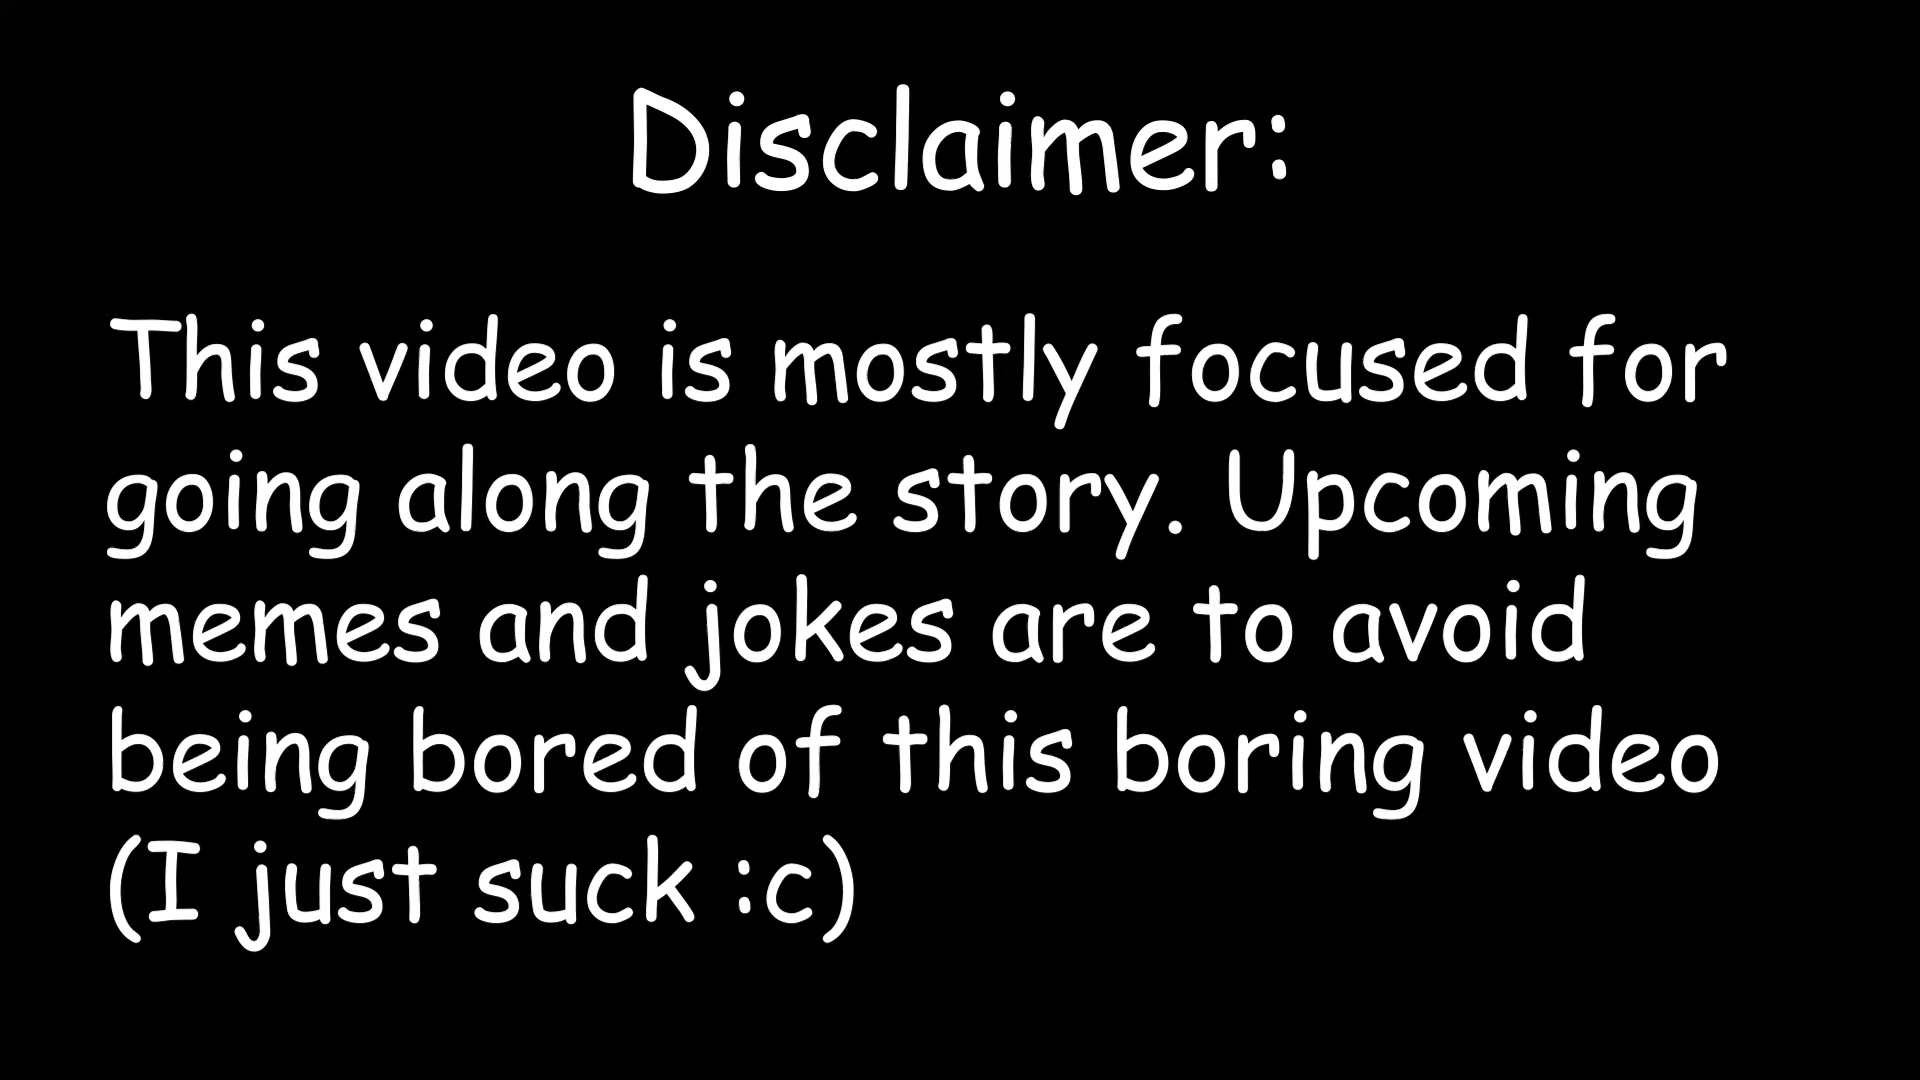 Disclaimer:
This video is mostly focused for
going along the story. Upcoming
memes and jokes are to avoid
being bored of this boring video
(I just suck :c)